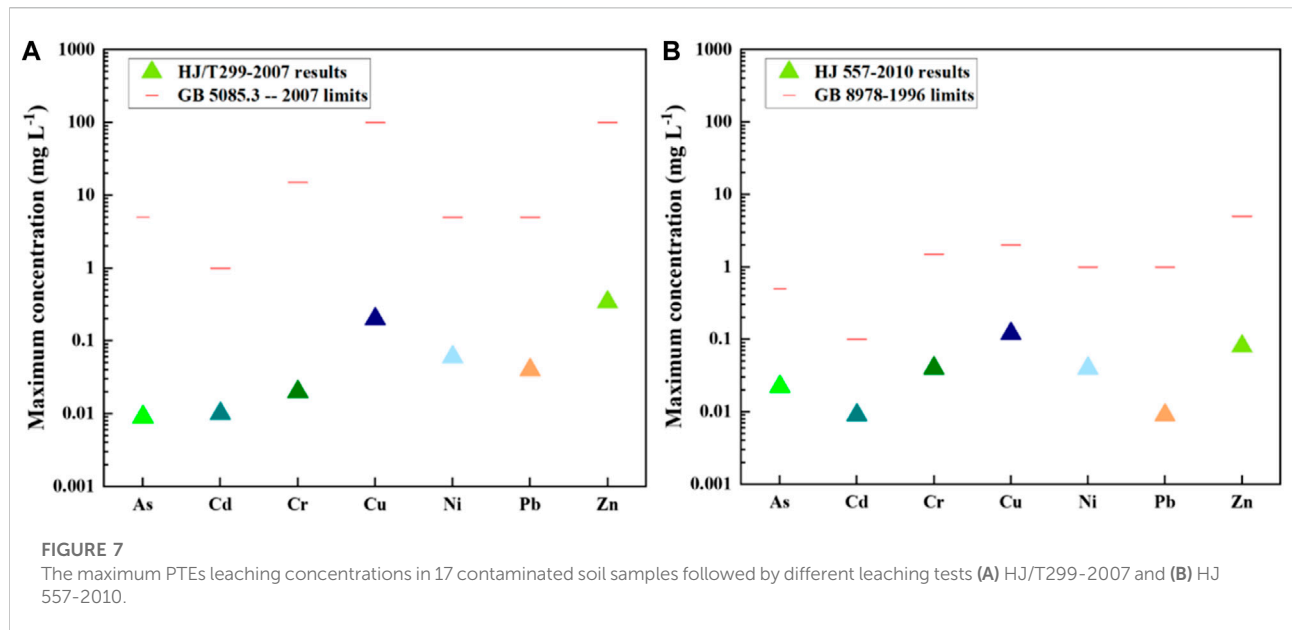 A
1000
100
10
1
0.1
0.01
0.001
Maximum concentration (mg L⁻¹)
HJ/T299-2007 results
GB 5085.3 -- 2007 limits
As Cd Cr Cu Ni Pb Zn
B
1000
100
10
1
0.1
0.01
0.001
Maximum concentration (mg L⁻¹)
HJ 557-2010 results
GB 8978-1996 limits
As Cd Cr Cu Ni Pb Zn
FIGURE 7
The maximum PTEs leaching concentrations in 17 contaminated soil samples followed by different leaching tests (A) HJ/T299-2007 and (B) HJ
557-2010.